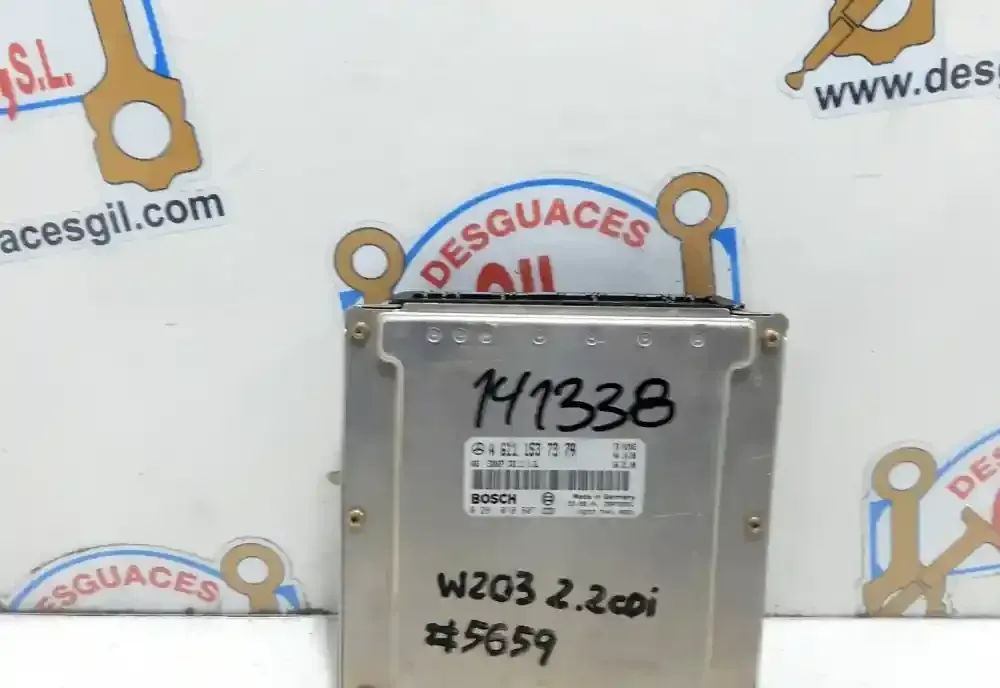 S.L.
www.des
acesgil.com
DESGUACES
141338
A 611 153 73 79
BOSCH
Made in Germany
W203 2.2cdi
#5659
DESGUACES
DES